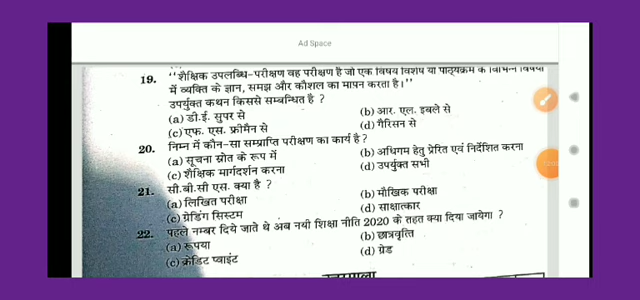 Ad Space
19. "शैक्षिक उपलब्धि-परीक्षण वह परीक्षण है जो एक विषय विशेष या पाठ्यक्रम के विभिन्न विषयों
में व्यक्ति के ज्ञान, समझ और कौशल का मापन करता है।"
उपर्युक्त कथन किससे सम्बन्धित है ?
(a) डी.ई. सुपर से (b) आर. एल. इबले से
(c) एफ. एस. फ्रीमैन से (d) गैरिसन से
20. निम्न में कौन-सा सम्प्राप्ति परीक्षण का कार्य है ?
(a) सूचना स्रोत के रूप में (b) अधिगम हेतु प्रेरित एवं निर्देशित करना
(c) शैक्षिक मार्गदर्शन करना (d) उपर्युक्त सभी
21. सी.बी.सी एस. क्या है ?
(a) लिखित परीक्षा (b) मौखिक परीक्षा
(c) ग्रेडिंग सिस्टम (d) साक्षात्कार
22. पहले नम्बर दिये जाते थे अब नयी शिक्षा नीति 2020 के तहत क्या दिया जायेगा ?
(a) रूपया (b) छात्रवृत्ति
(c) क्रेडिट प्वाइंट (d) ग्रेड